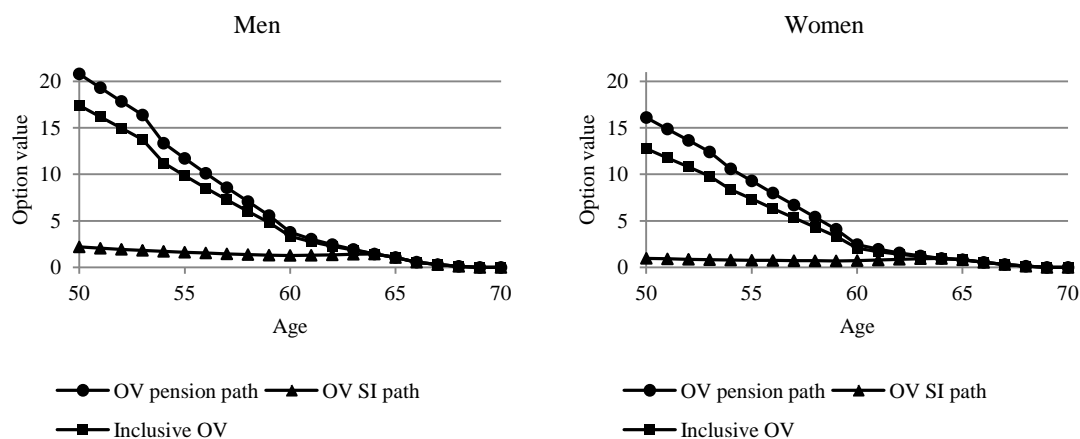 Men
Option value
20
15
10
5
0
50 55 60 65 70
Age
OV pension path OV SI path
Inclusive OV
Women
Option value
20
15
10
5
0
50 55 60 65 70
Age
OV pension path OV SI path
Inclusive OV